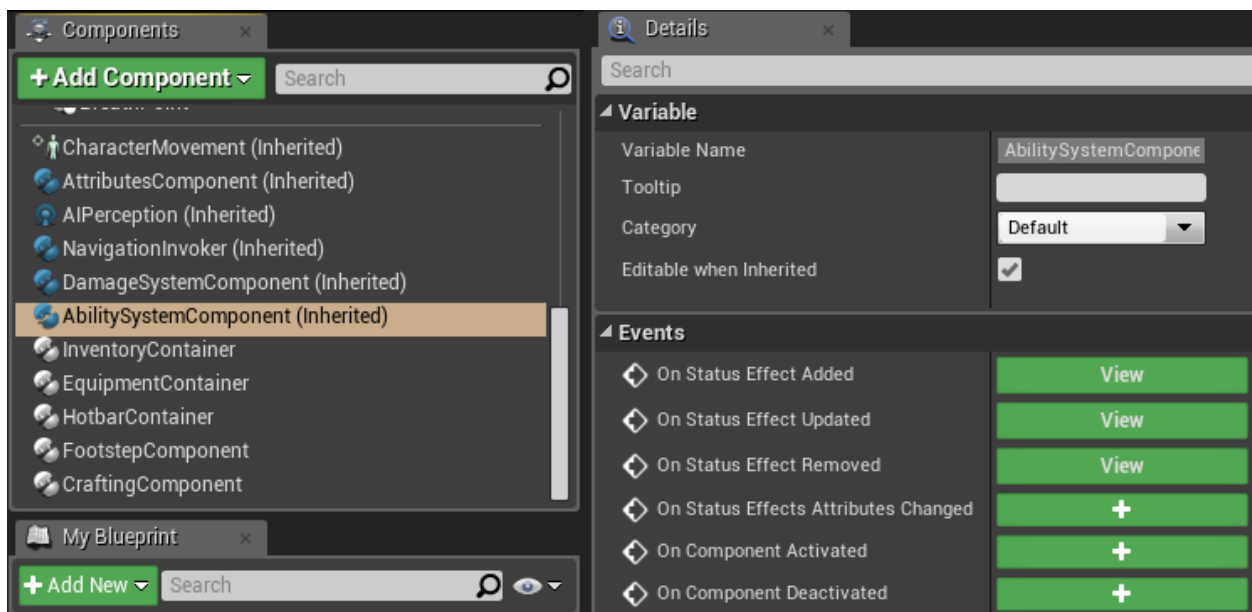 Components
Add Component
Search
CharacterMovement (Inherited)
AttributesComponent (Inherited)
AIPerception (Inherited)
NavigationInvoker (Inherited)
DamageSystemComponent (Inherited)
AbilitySystemComponent (Inherited)
InventoryContainer
EquipmentContainer
HotbarContainer
FootstepComponent
CraftingComponent
My Blueprint
Add New
Search
Details
Search
Variable
Variable Name
AbilitySystemCompone
Tooltip
Category
Default
Editable when Inherited
Events
On Status Effect Added
View
On Status Effect Updated
View
On Status Effect Removed
View
On Status Effects Attributes Changed
On Component Activated
On Component Deactivated